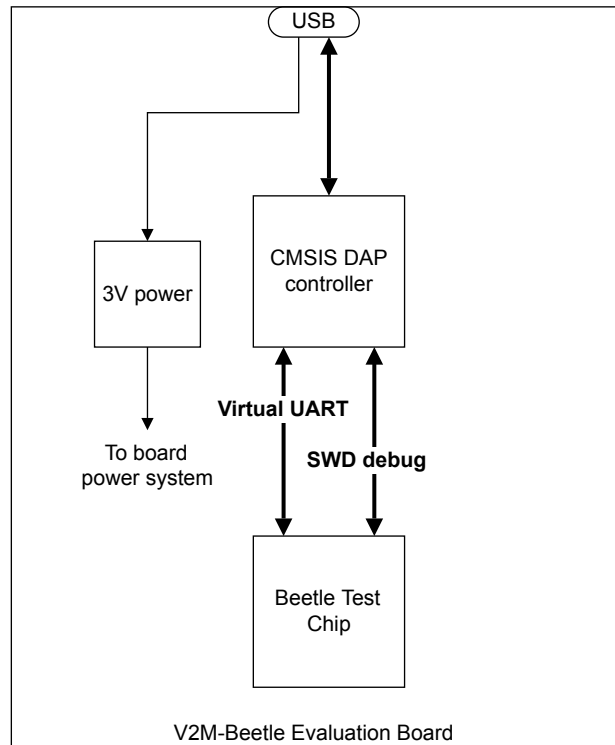 USB
CMSIS DAP
controller
3V power
Virtual UART
SWD debug
To board
power system
Beetle Test
Chip
V2M-Beetle Evaluation Board